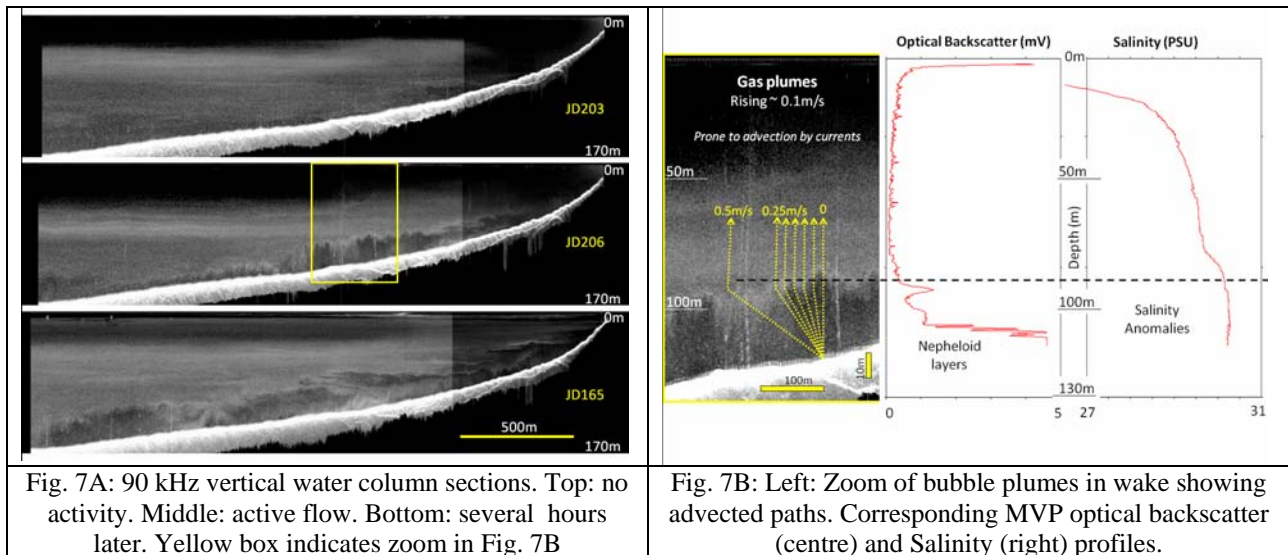 0m
JD203
170m
0m
JD206
170m
0m
JD165
500m
170m
Optical Backscatter (mV) Salinity (PSU)
0m
Gas plumes
Rising ~ 0.1m/s
Prone to advection by currents
50m
50m
0.5m/s 0.25m/s 0
Depth (m)
100m
100m
Salinity
Anomalies
Nepheloid
layers
100m
10m
130m
0 5 27 31
Fig. 7A: 90 kHz vertical water column sections. Top: no
activity. Middle: active flow. Bottom: several hours
later. Yellow box indicates zoom in Fig. 7B
Fig. 7B: Left: Zoom of bubble plumes in wake showing
advected paths. Corresponding MVP optical backscatter
(centre) and Salinity (right) profiles.